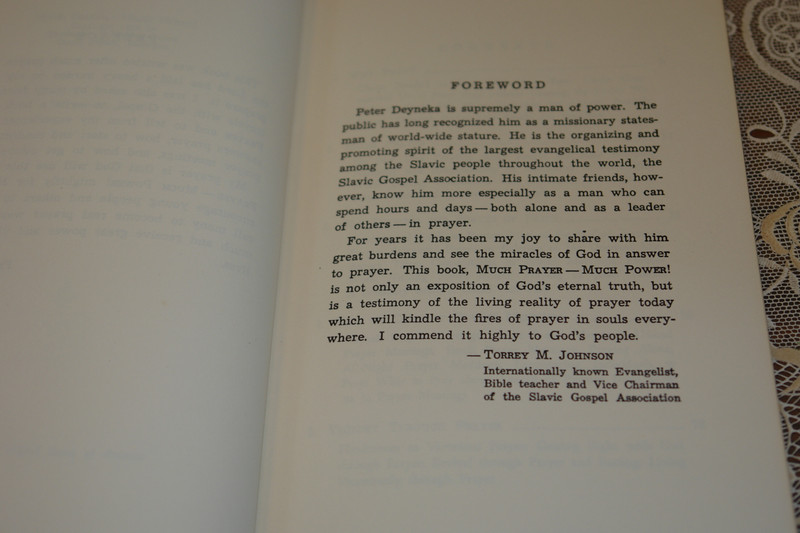 FOREWORD
Peter Deyneka is supremely a man of power. The
public has long recognized him as a missionary states-
man of world-wide stature. He is the organizing and
promoting spirit of the largest evangelical testimony
among the Slavic people throughout the world, the
Slavic Gospel Association. His intimate friends, how-
ever, know him more especially as a man who can
spend hours and days — both alone and as a leader
of others — in prayer.
For years it has been my joy to share with him
great burdens and see the miracles of God in answer
to prayer. This book, MUCH PRAYER — MUCH POWER!
is not only an exposition of God's eternal truth, but
is a testimony of the living reality of prayer today
which will kindle the fires of prayer in souls every-
where. I commend it highly to God's people.
— TORREY M. JOHNSON
Internationally known Evangelist,
Bible teacher and Vice Chairman
of the Slavic Gospel Association